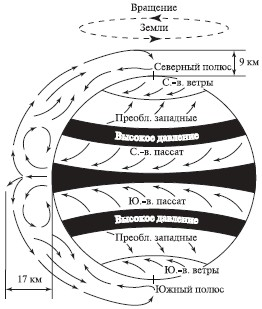 Вращение
Земли
Северный полюс
9 км
С.-в. ветры
Преобл. западные
Высокое давление
С.-в. пассат
Ю.-в. пассат
Высокое давление
Преобл. западные
17 км
Ю.-в. ветры
Южный полюс